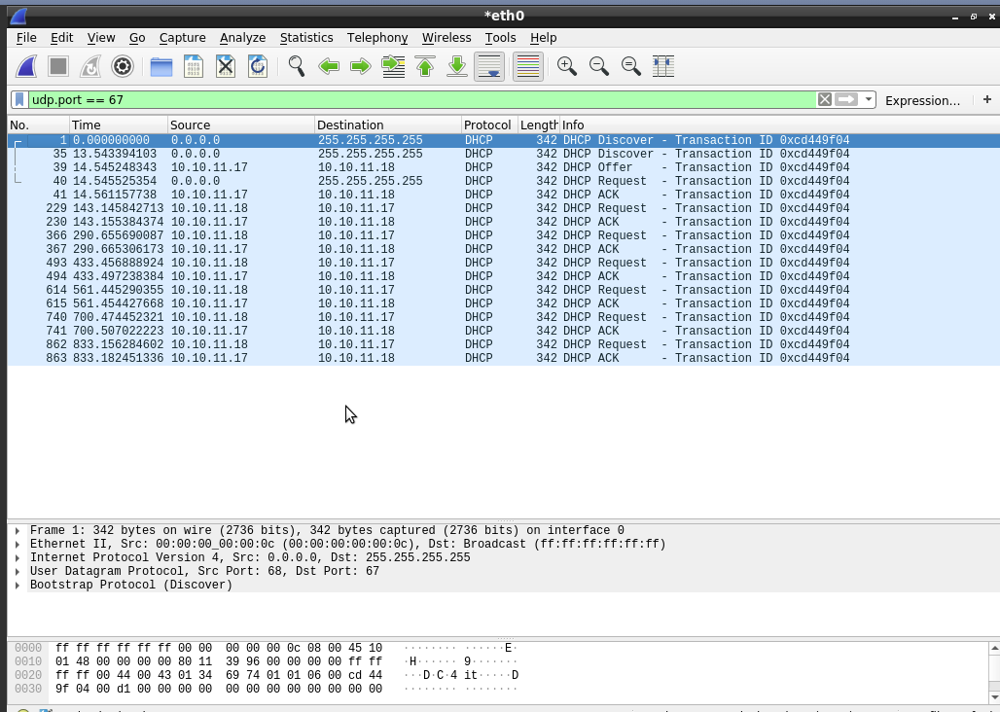 *eth0
File Edit View Go Capture Analyze Statistics Telephony Wireless Tools Help
udp.port == 67 Expression... +
No. Time Source Destination Protocol Length Info
1 0.000000000 0.0.0.0 255.255.255.255 DHCP 342 DHCP Discover - Transaction ID 0xcd449f04
35 13.543394103 0.0.0.0 255.255.255.255 DHCP 342 DHCP Discover - Transaction ID 0xcd449f04
39 14.545248343 10.10.11.17 10.10.11.18 DHCP 342 DHCP Offer - Transaction ID 0xcd449f04
40 14.545525354 0.0.0.0 255.255.255.255 DHCP 342 DHCP Request - Transaction ID 0xcd449f04
41 14.561157738 10.10.11.17 10.10.11.18 DHCP 342 DHCP ACK - Transaction ID 0xcd449f04
229 143.145842713 10.10.11.18 10.10.11.17 DHCP 342 DHCP Request - Transaction ID 0xcd449f04
230 143.155384374 10.10.11.17 10.10.11.18 DHCP 342 DHCP ACK - Transaction ID 0xcd449f04
366 290.655690087 10.10.11.18 10.10.11.17 DHCP 342 DHCP Request - Transaction ID 0xcd449f04
367 290.665306173 10.10.11.17 10.10.11.18 DHCP 342 DHCP ACK - Transaction ID 0xcd449f04
493 433.456888924 10.10.11.18 10.10.11.17 DHCP 342 DHCP Request - Transaction ID 0xcd449f04
494 433.497238384 10.10.11.17 10.10.11.18 DHCP 342 DHCP ACK - Transaction ID 0xcd449f04
614 561.445290355 10.10.11.18 10.10.11.17 DHCP 342 DHCP Request - Transaction ID 0xcd449f04
615 561.454427668 10.10.11.17 10.10.11.18 DHCP 342 DHCP ACK - Transaction ID 0xcd449f04
740 700.474452321 10.10.11.18 10.10.11.17 DHCP 342 DHCP Request - Transaction ID 0xcd449f04
741 700.507022223 10.10.11.17 10.10.11.18 DHCP 342 DHCP ACK - Transaction ID 0xcd449f04
862 833.156284602 10.10.11.18 10.10.11.17 DHCP 342 DHCP Request - Transaction ID 0xcd449f04
863 833.182451336 10.10.11.17 10.10.11.18 DHCP 342 DHCP ACK - Transaction ID 0xcd449f04
Frame 1: 342 bytes on wire (2736 bits), 342 bytes captured (2736 bits) on interface 0
Ethernet II, Src: 00:00:00_00:00:0c (00:00:00:00:00:0c), Dst: Broadcast (ff:ff:ff:ff:ff:ff)
Internet Protocol Version 4, Src: 0.0.0.0, Dst: 255.255.255.255
User Datagram Protocol, Src Port: 68, Dst Port: 67
Bootstrap Protocol (Discover)
0000 ff ff ff ff ff ff 00 00 00 00 00 0c 08 00 45 10 ········ ······E·
0010 01 48 00 00 00 00 80 11 39 96 00 00 00 00 ff ff ·H······ 9·······
0020 ff ff 00 44 00 43 01 34 69 74 01 01 06 00 cd 44 ···D·C·4 it·····D
0030 9f 04 00 d1 00 00 00 00 00 00 00 00 00 00 00 00 ········ ········